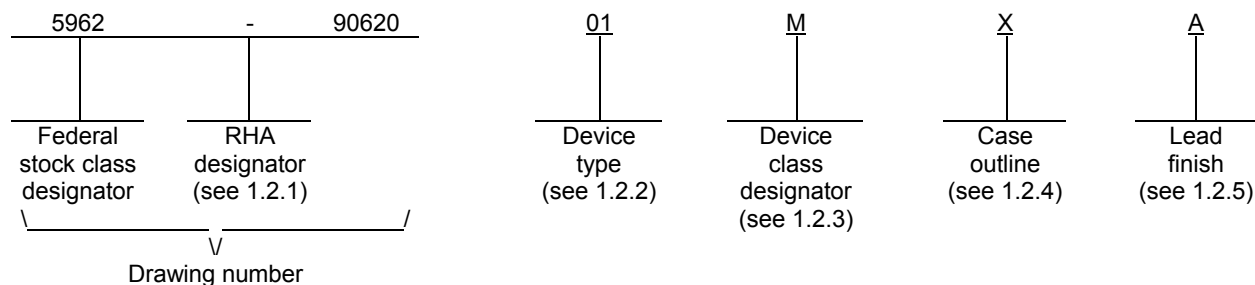 5962 - 90620 01 M X A
Federal stock class designator
RHA designator (see 1.2.1)
Device type (see 1.2.2)
Device class designator (see 1.2.3)
Case outline (see 1.2.4)
Lead finish (see 1.2.5)
\ / \/
Drawing number